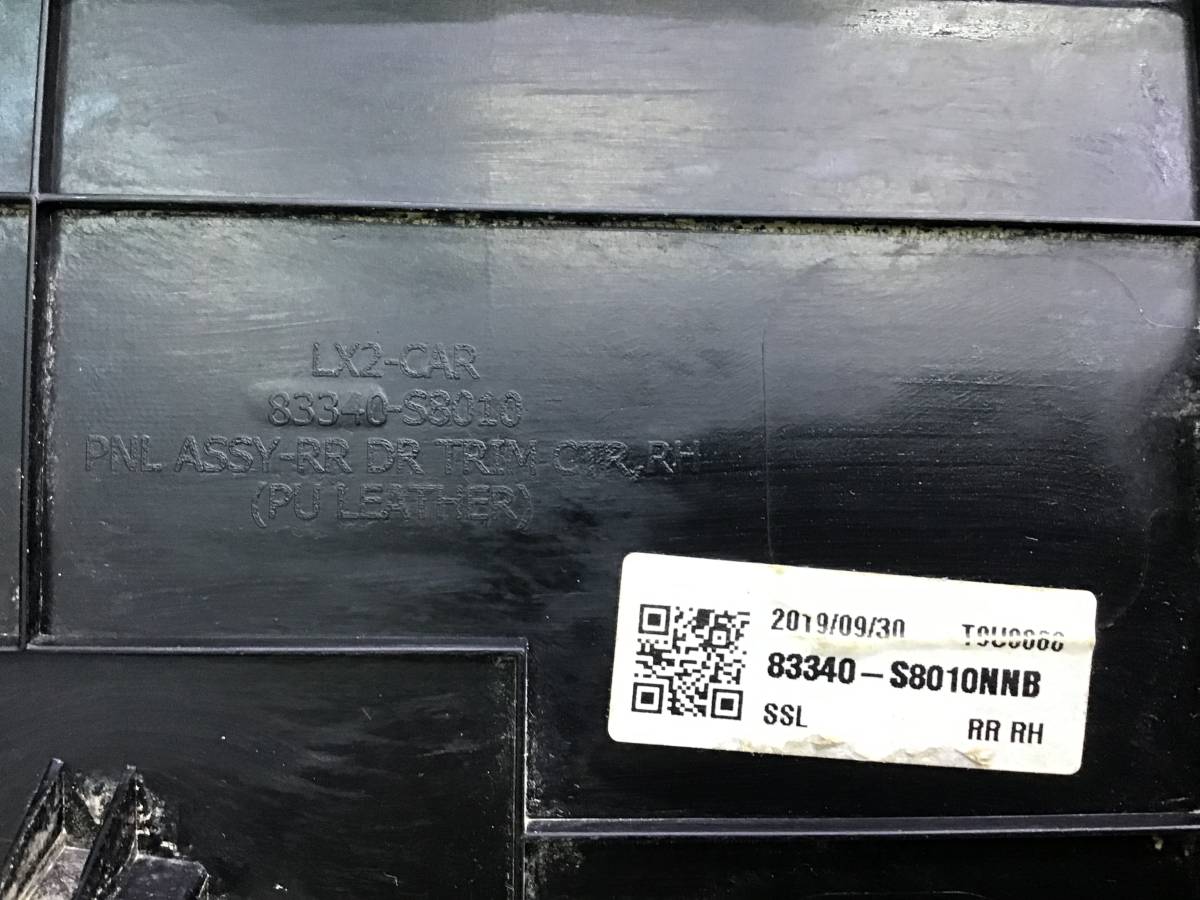 LX2-CAR
83340-S8010
PNL ASSY-RR DR TRIM CTR, RH
(PU LEATHER)
2019/09/30
83340-S8010NNB
SSL RR RH